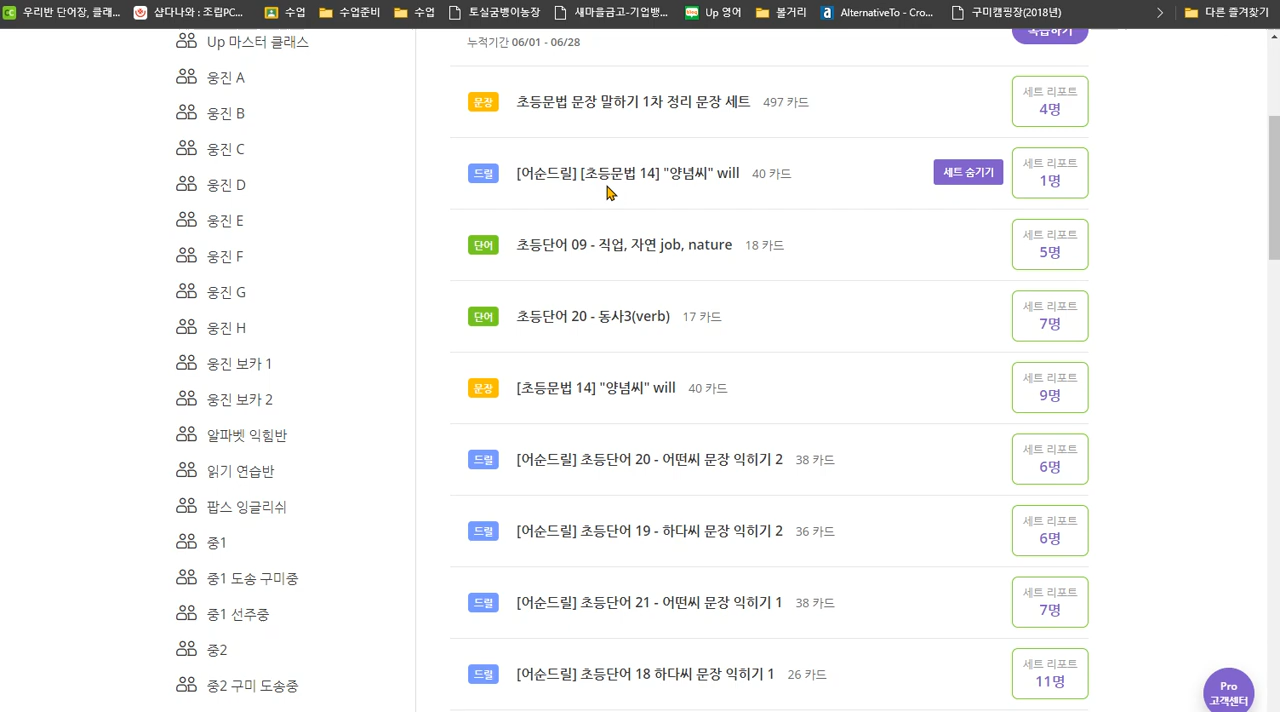 우리반 단어장, 클래... 샵다나와 : 조립PC... 수업 수업준비 수업 토실굼뱅이농장 새마을금고-기업뱅... Up 영어 볼거리 AlternativeTo - Cro... 구미캠핑장(2018년) 다른 즐겨찾기
Up 마스터 클래스
웅진 A
웅진 B
웅진 C
웅진 D
웅진 E
웅진 F
웅진 G
웅진 H
웅진 보카 1
웅진 보카 2
알파벳 익힘반
읽기 연습반
팝스 잉글리쉬
중1
중1 도송 구미중
중1 선주중
중2
중2 구미 도송중
누적기간 06/01 - 06/28
문장 초등문법 문장 말하기 1차 정리 문장 세트 497 카드 세트 리포트
4명
드릴 [어순드릴] [초등문법 14] "양념씨" will 40 카드 세트 숨기기 세트 리포트
1명
단어 초등단어 09 - 직업, 자연 job, nature 18 카드 세트 리포트
5명
단어 초등단어 20 - 동사3(verb) 17 카드 세트 리포트
7명
문장 [초등문법 14] "양념씨" will 40 카드 세트 리포트
9명
드릴 [어순드릴] 초등단어 20 - 어떤씨 문장 익히기 2 38 카드 세트 리포트
6명
드릴 [어순드릴] 초등단어 19 - 하다씨 문장 익히기 2 36 카드 세트 리포트
6명
드릴 [어순드릴] 초등단어 21 - 어떤씨 문장 익히기 1 38 카드 세트 리포트
7명
드릴 [어순드릴] 초등단어 18 하다씨 문장 익히기 1 26 카드 세트 리포트
11명
Pro
고객센터